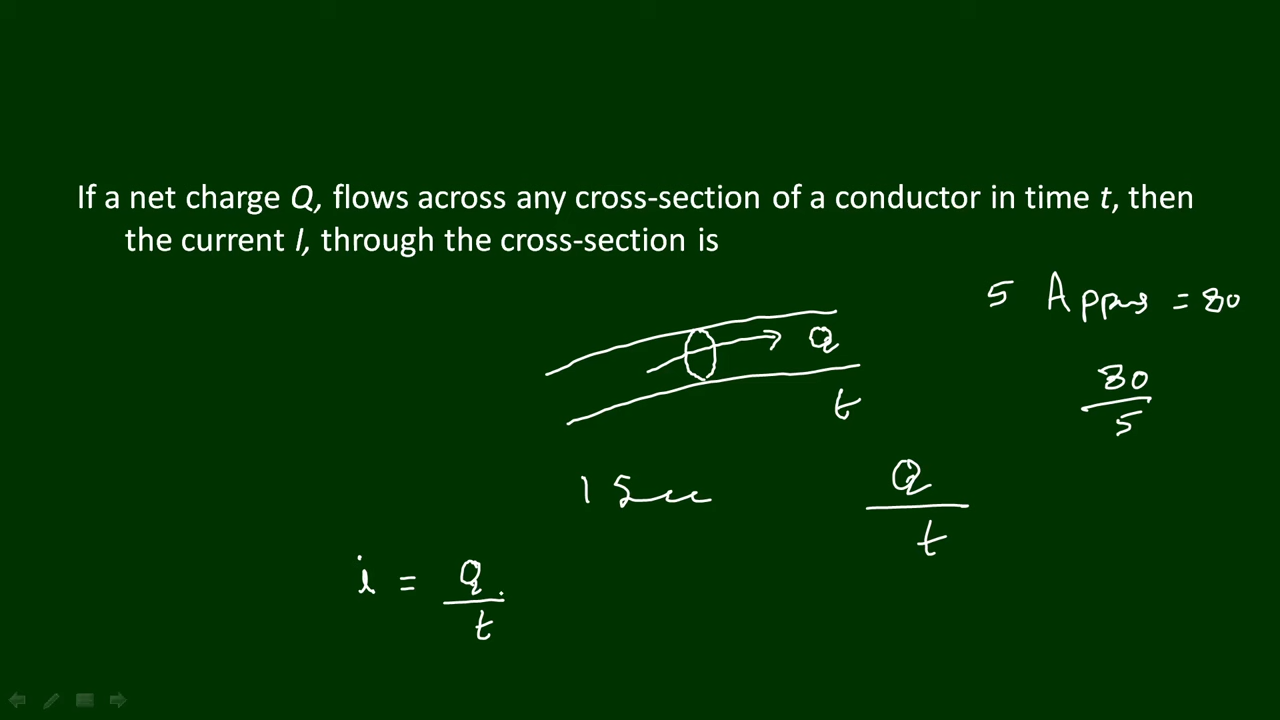 If a net charge Q, flows across any cross-section of a conductor in time t, then
the current I, through the cross-section is
5 Appus = 80
Q
t
80
5
1 Sec
Q
t
i = Q
t